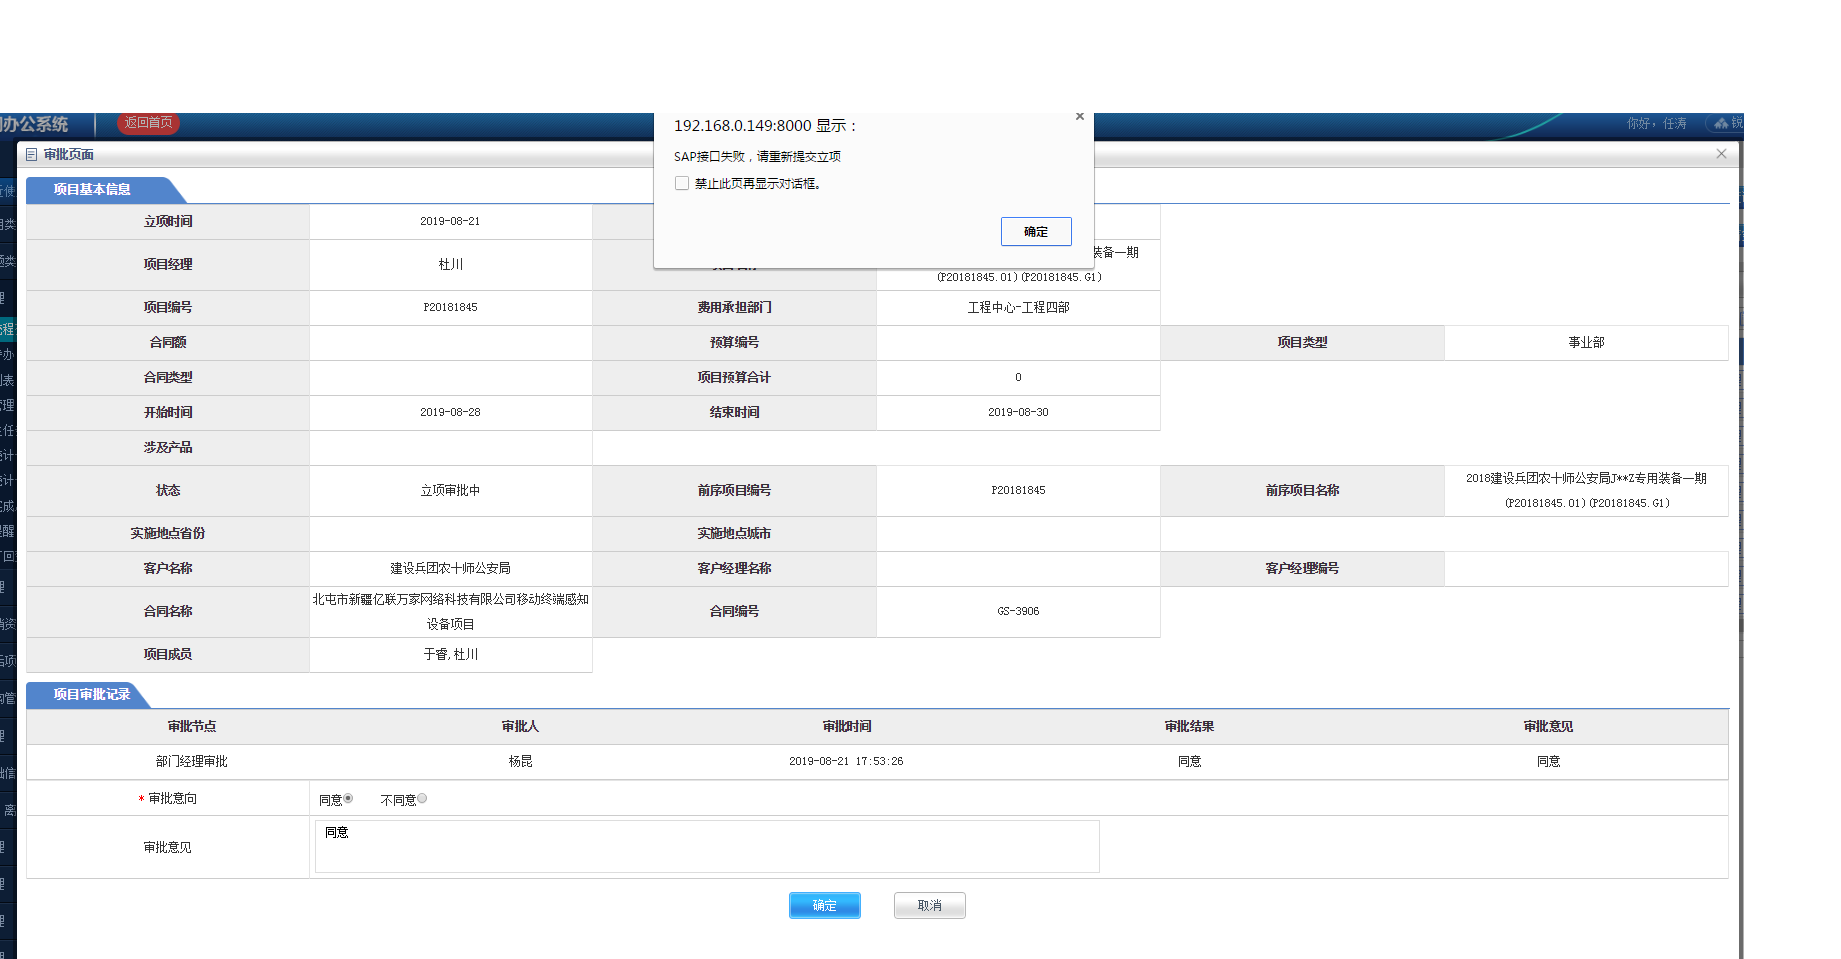 办公系统
返回首页
你好，任涛
锐
192.168.0.149:8000 显示：
SAP接口失败，请重新提交立项
禁止此页再显示对话框。
确定
审批页面
项目基本信息
立项时间 2019-08-21
项目经理 杜川 装备一期
(P20181845.01)(P20181845.G1)
项目编号 P20181845 费用承担部门 工程中心-工程四部
合同额 预算编号 项目类型 事业部
合同类型 项目预算合计 0
开始时间 2019-08-28 结束时间 2019-08-30
涉及产品
状态 立项审批中 前序项目编号 P20181845 前序项目名称 2018建设兵团农十师公安局J**Z专用装备一期
(P20181845.01)(P20181845.G1)
实施地点省份 实施地点城市
客户名称 建设兵团农十师公安局 客户经理名称 客户经理编号
合同名称 北屯市新疆亿联万家网络科技有限公司移动终端感知
设备项目 合同编号 GS-3906
项目成员 于睿,杜川
项目审批记录
审批节点 审批人 审批时间 审批结果 审批意见
部门经理审批 杨昆 2019-08-21 17:53:26 同意 同意
* 审批意向 同意 不同意
审批意见 同意
确定 取消